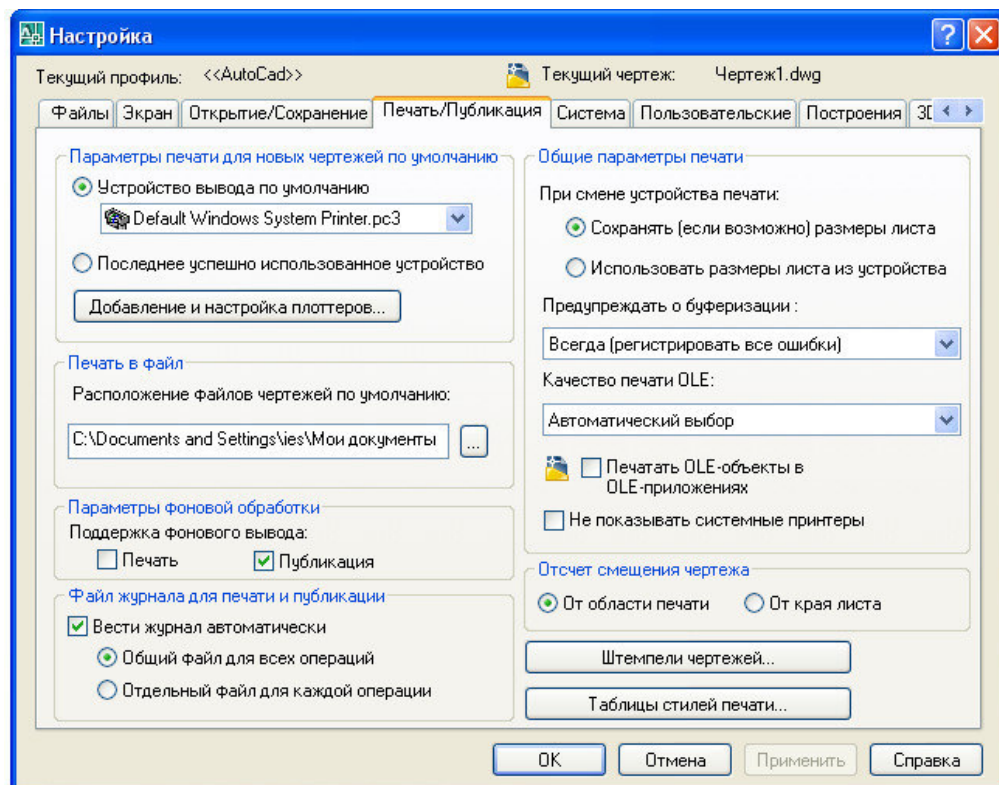 Настройка
Текущий профиль: <<AutoCad>> Текущий чертеж: Чертеж1.dwg
Файлы Экран Открытие/Сохранение Печать/Публикация Система Пользовательские Построения 3D
Параметры печати для новых чертежей по умолчанию
Устройство вывода по умолчанию
Default Windows System Printer.pc3
Последнее успешно использованное устройство
Добавление и настройка плоттеров...
Печать в файл
Расположение файлов чертежей по умолчанию:
C:\Documents and Settings\ies\Мои документы
...
Параметры фоновой обработки
Поддержка фонового вывода:
Печать Публикация
Файл журнала для печати и публикации
Вести журнал автоматически
Общий файл для всех операций
Отдельный файл для каждой операции
Общие параметры печати
При смене устройства печати:
Сохранять (если возможно) размеры листа
Использовать размеры листа из устройства
Предупреждать о буферизации :
Всегда (регистрировать все ошибки)
Качество печати OLE:
Автоматический выбор
Печатать OLE-объекты в
OLE-приложениях
Не показывать системные принтеры
Отсчет смещения чертежа
От области печати От края листа
Штемпели чертежей...
Таблицы стилей печати...
OK Отмена Применить Справка